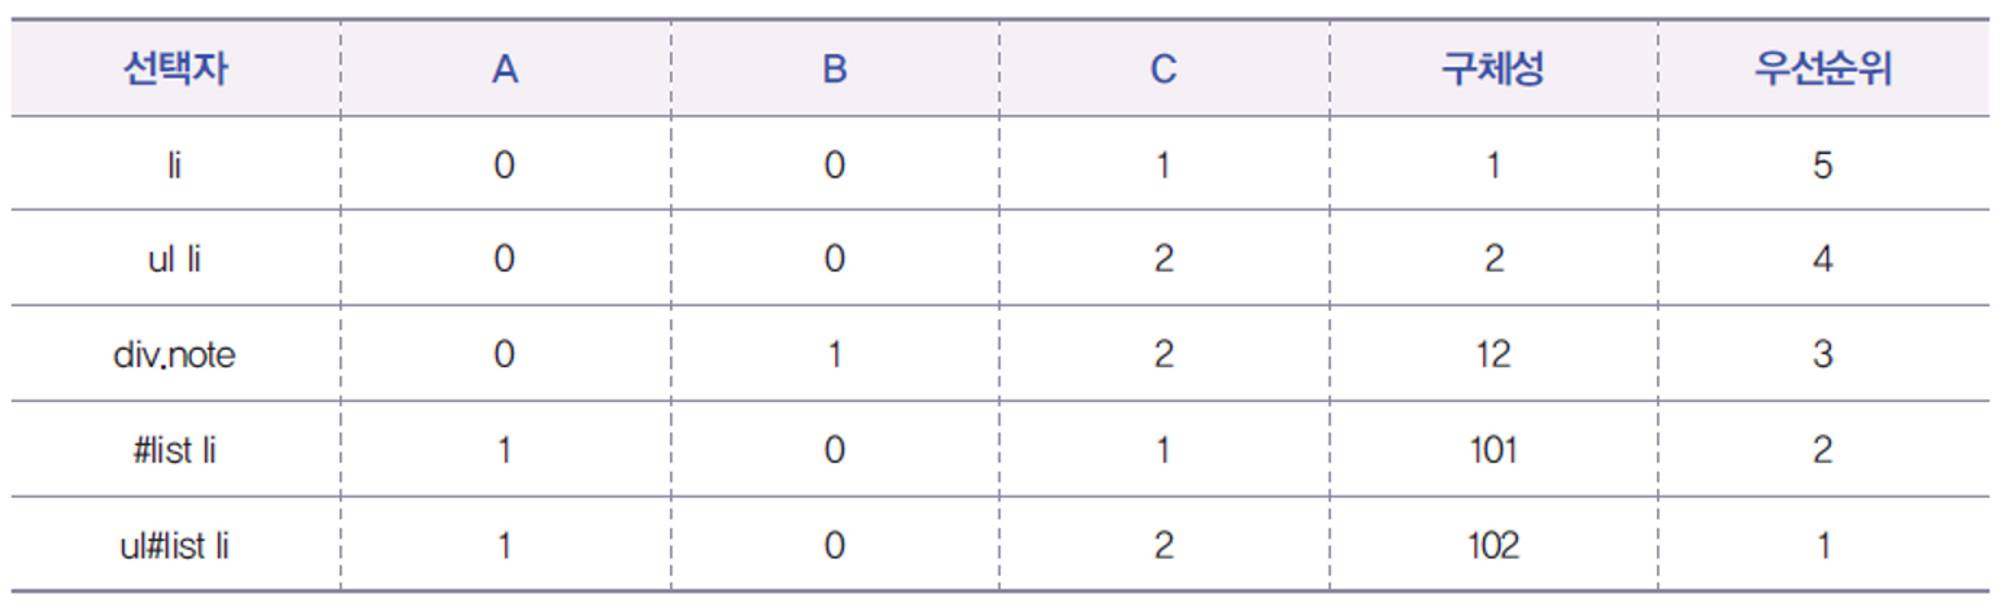 선택자 A B C 구체성 우선순위
li 0 0 1 1 5
ul li 0 0 2 2 4
div.note 0 1 2 12 3
#list li 1 0 1 101 2
ul#list li 1 0 2 102 1